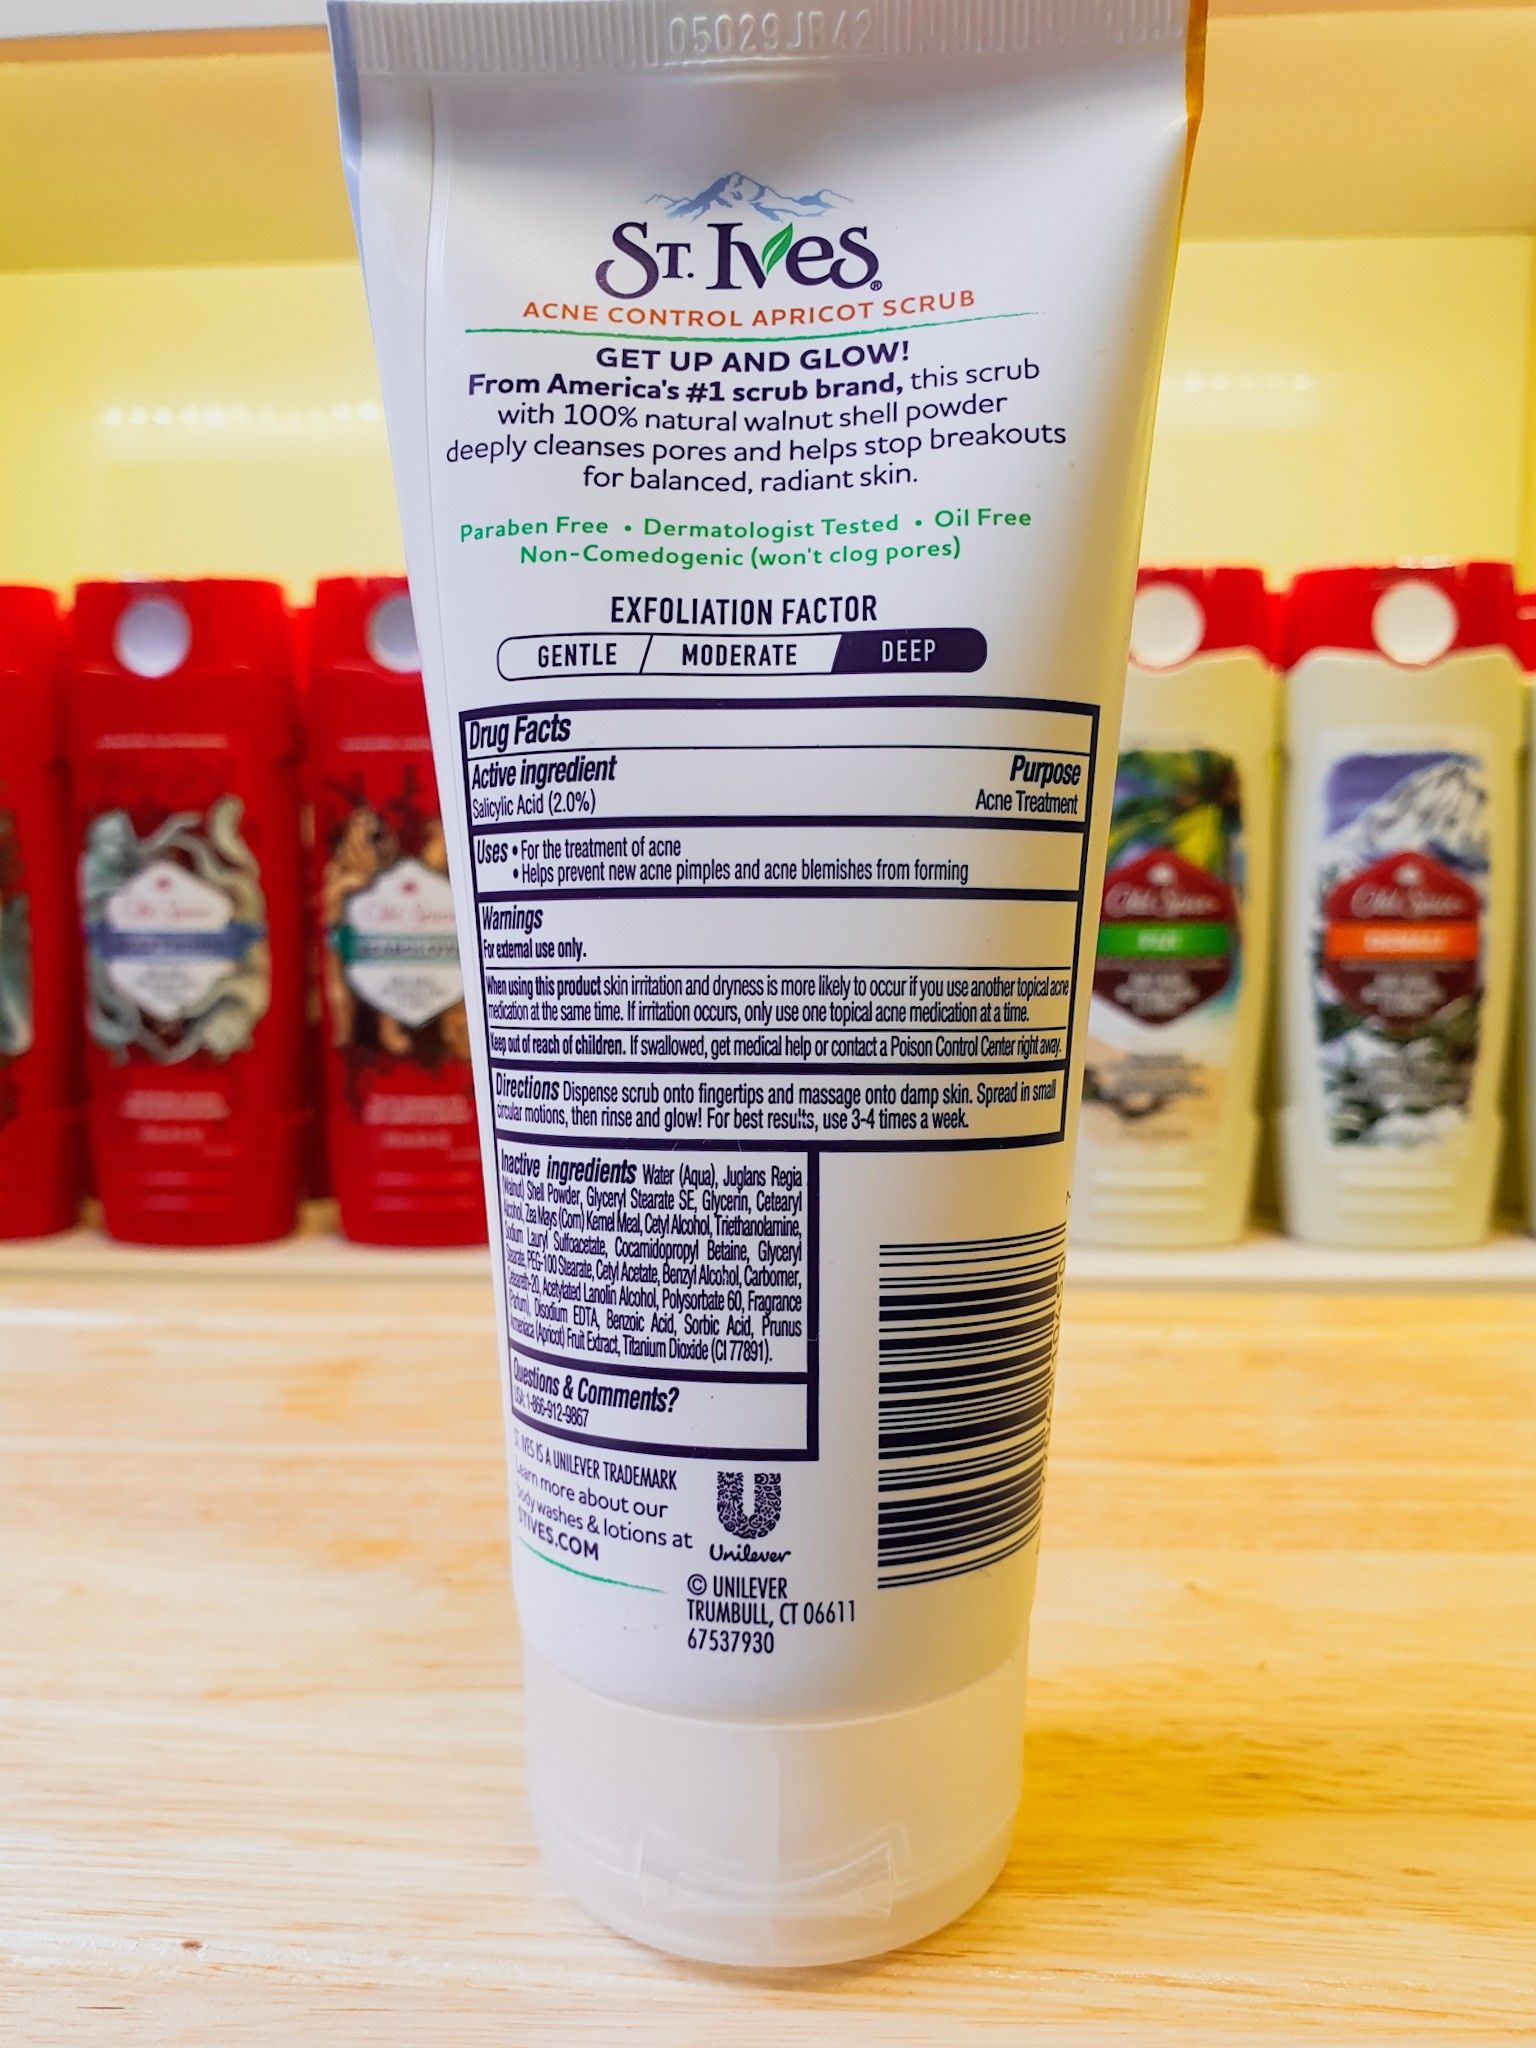 05029JB42
ST. Ives®
ACNE CONTROL APRICOT SCRUB
GET UP AND GLOW!
From America's #1 scrub brand, this scrub
with 100% natural walnut shell powder
deeply cleanses pores and helps stop breakouts
for balanced, radiant skin.
Paraben Free • Dermatologist Tested • Oil Free
Non-Comedogenic (won't clog pores)
EXFOLIATION FACTOR
GENTLE / MODERATE DEEP
Drug Facts
Active ingredient Purpose
Salicylic Acid (2.0%) Acne Treatment
Uses • For the treatment of acne
• Helps prevent new acne pimples and acne blemishes from forming
Warnings
For external use only.
When using this product skin irritation and dryness is more likely to occur if you use another topical acne
medication at the same time. If irritation occurs, only use one topical acne medication at a time.
Keep out of reach of children. If swallowed, get medical help or contact a Poison Control Center right away.
Directions Dispense scrub onto fingertips and massage onto damp skin. Spread in small
circular motions, then rinse and glow! For best results, use 3-4 times a week.
Inactive ingredients Water (Aqua), Juglans Regia
(Walnut) Shell Powder, Glyceryl Stearate SE, Glycerin, Cetearyl
Alcohol, Zea Mays (Corn) Kernel Meal, Cetyl Alcohol, Triethanolamine,
Sodium Lauryl Sulfoacetate, Cocamidopropyl Betaine, Glyceryl
Stearate, PEG-100 Stearate, Cetyl Acetate, Benzyl Alcohol, Carbomer,
Ceteareth-20, Acetylated Lanolin Alcohol, Polysorbate 60, Fragrance
(Parfum), Disodium EDTA, Benzoic Acid, Sorbic Acid, Prunus
Armeniaca (Apricot) Fruit Extract, Titanium Dioxide (CI 77891).
Questions & Comments?
USA: 1-866-912-9867
ST. IVES IS A UNILEVER TRADEMARK
Learn more about our
body washes & lotions at
STIVES.COM
Unilever
© UNILEVER
TRUMBULL, CT 06611
67537930
Old Spice
Old Spice
Old Spice
Old Spice